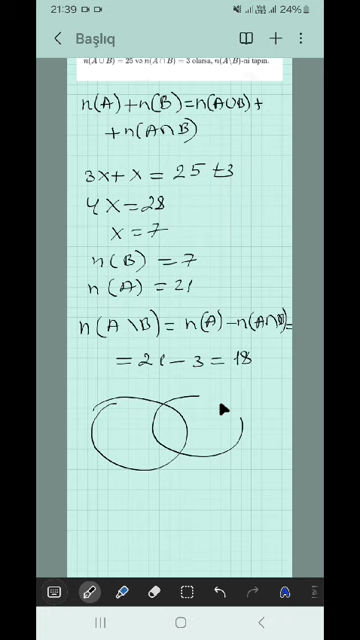 21:39
24%
Başlıq
n(A ∪ B) = 25 və n(A ∩ B) = 3 olarsa, n(A\B)-ni tapın.
n(A)+n(B)=n(A∪B)+
+n(A∩B)
3x+x=25+3
4x=28
x=7
n(B)=7
n(A)=21
n(A\B)=n(A)-n(A∩B)=
=21-3=18